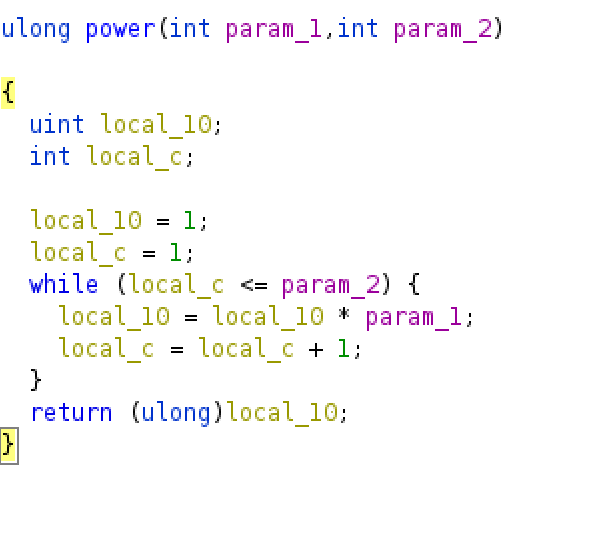 ulong power(int param_1,int param_2)
{
uint local_10;
int local_c;
local_10 = 1;
local_c = 1;
while (local_c <= param_2) {
local_10 = local_10 * param_1;
local_c = local_c + 1;
}
return (ulong)local_10;
}